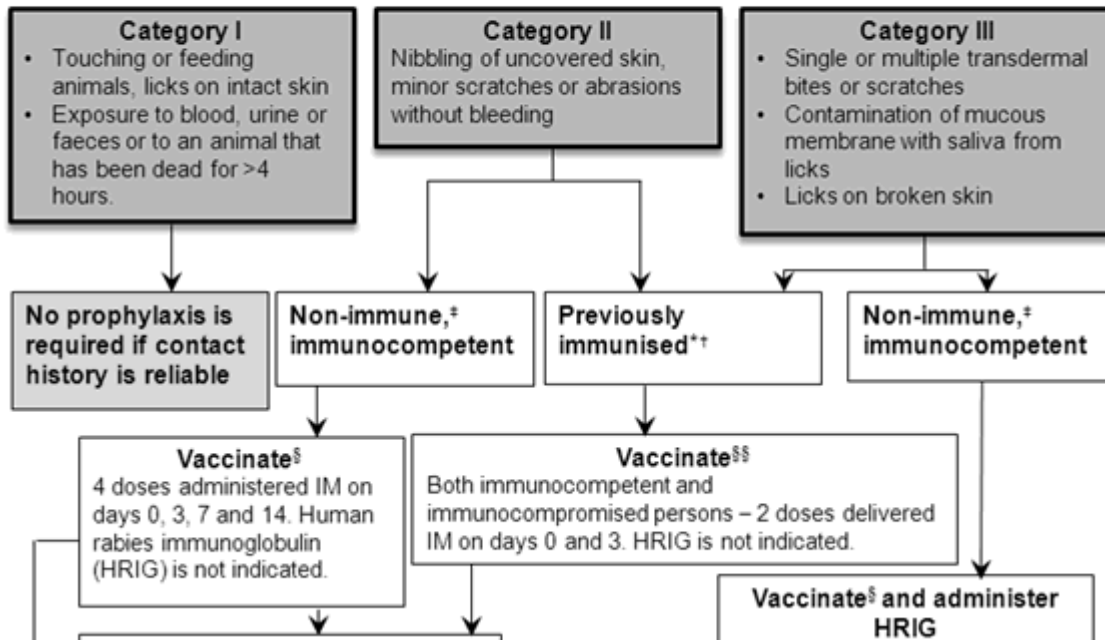 Category I
• Touching or feeding
animals, licks on intact skin
• Exposure to blood, urine or
faeces or to an animal that
has been dead for >4
hours.
Category II
Nibbling of uncovered skin,
minor scratches or abrasions
without bleeding
Category III
• Single or multiple transdermal
bites or scratches
• Contamination of mucous
membrane with saliva from
licks
• Licks on broken skin
No prophylaxis is
required if contact
history is reliable
Non-immune,‡
immunocompetent
Previously
immunised*†
Non-immune,‡
immunocompetent
Vaccinate§
4 doses administered IM on
days 0, 3, 7 and 14. Human
rabies immunoglobulin
(HRIG) is not indicated.
Vaccinate§§
Both immunocompetent and
immunocompromised persons – 2 doses delivered
IM on days 0 and 3. HRIG is not indicated.
Vaccinate§ and administer
HRIG